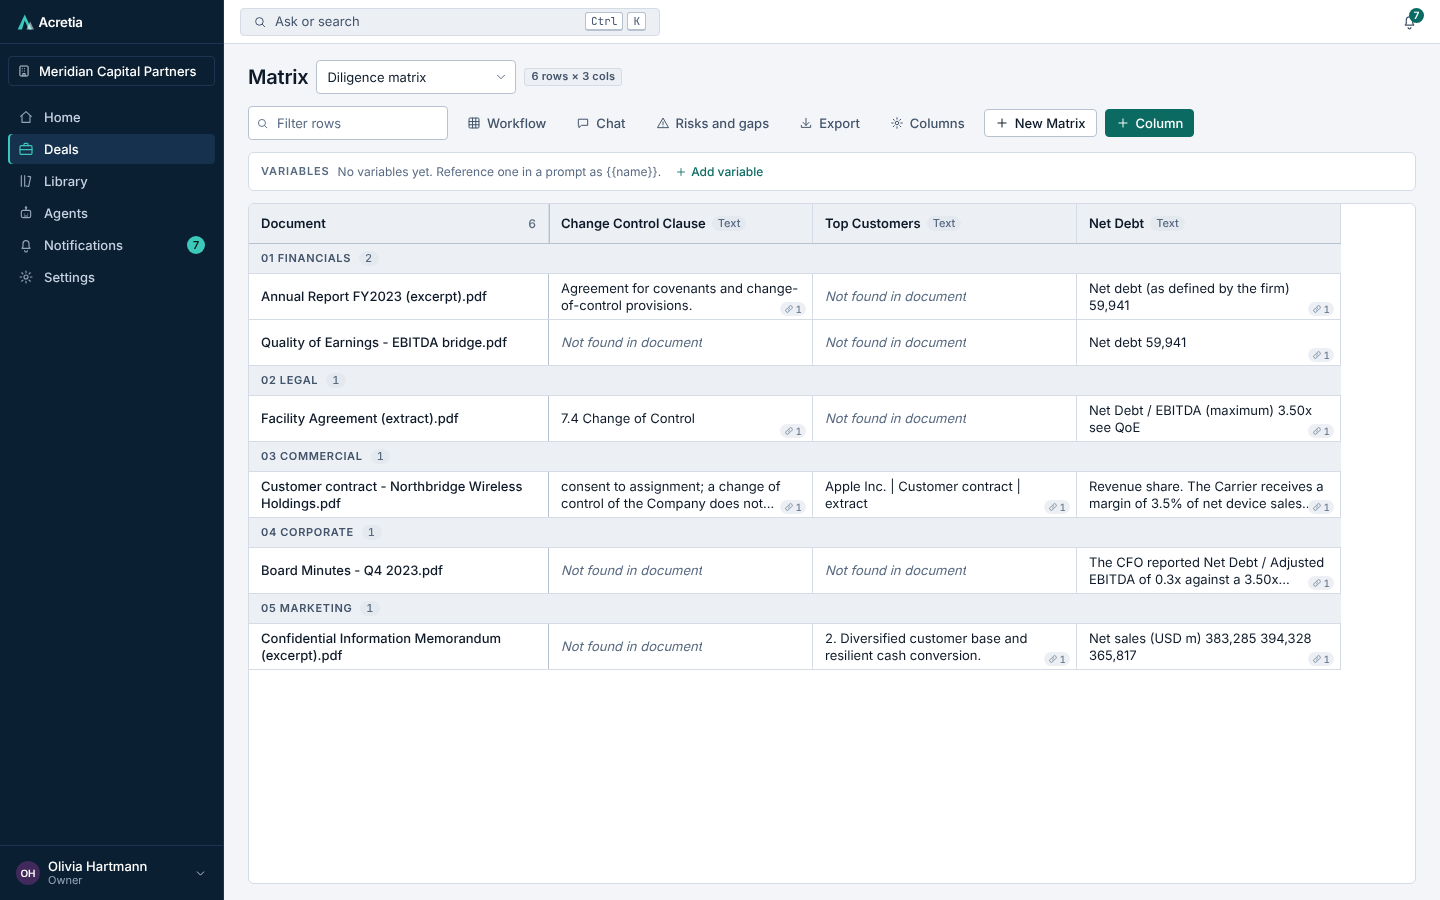 Acretia
Ask or search
Ctrl K
7
Meridian Capital Partners
Home
Deals
Library
Agents
Notifications 7
Settings
Olivia Hartmann
OH
Owner
Matrix
Diligence matrix
6 rows × 3 cols
Filter rows
Workflow
Chat
Risks and gaps
Export
Columns
New Matrix
Column
VARIABLES No variables yet. Reference one in a prompt as {{name}}. + Add variable
Document 6 Change Control Clause Text Top Customers Text Net Debt Text
01 FINANCIALS 2
Annual Report FY2023 (excerpt).pdf
Agreement for covenants and change-
of-control provisions.
1
Not found in document
Net debt (as defined by the firm)
59,941
1
Quality of Earnings - EBITDA bridge.pdf
Not found in document
Not found in document
Net debt 59,941
1
02 LEGAL 1
Facility Agreement (extract).pdf
7.4 Change of Control
1
Not found in document
Net Debt / EBITDA (maximum) 3.50x
see QoE
1
03 COMMERCIAL 1
Customer contract - Northbridge Wireless
Holdings.pdf
consent to assignment; a change of
control of the Company does not...
1
Apple Inc. | Customer contract |
extract
1
Revenue share. The Carrier receives a
margin of 3.5% of net device sales...
1
04 CORPORATE 1
Board Minutes - Q4 2023.pdf
Not found in document
Not found in document
The CFO reported Net Debt / Adjusted
EBITDA of 0.3x against a 3.50x...
1
05 MARKETING 1
Confidential Information Memorandum
(excerpt).pdf
Not found in document
2. Diversified customer base and
resilient cash conversion.
1
Net sales (USD m) 383,285 394,328
365,817
1